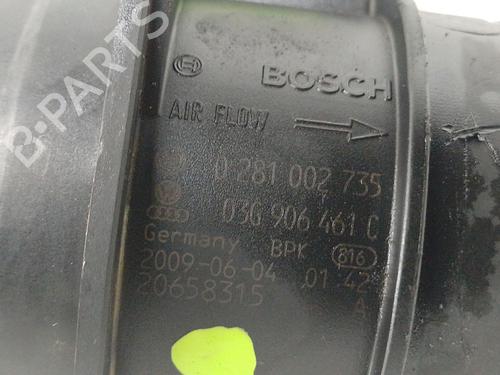 B-PARTS
BOSCH
AIR FLOW
0 281 002 735
03G 906 461 C
Germany BPK 816
2009-06-04 01:42
20658315 A